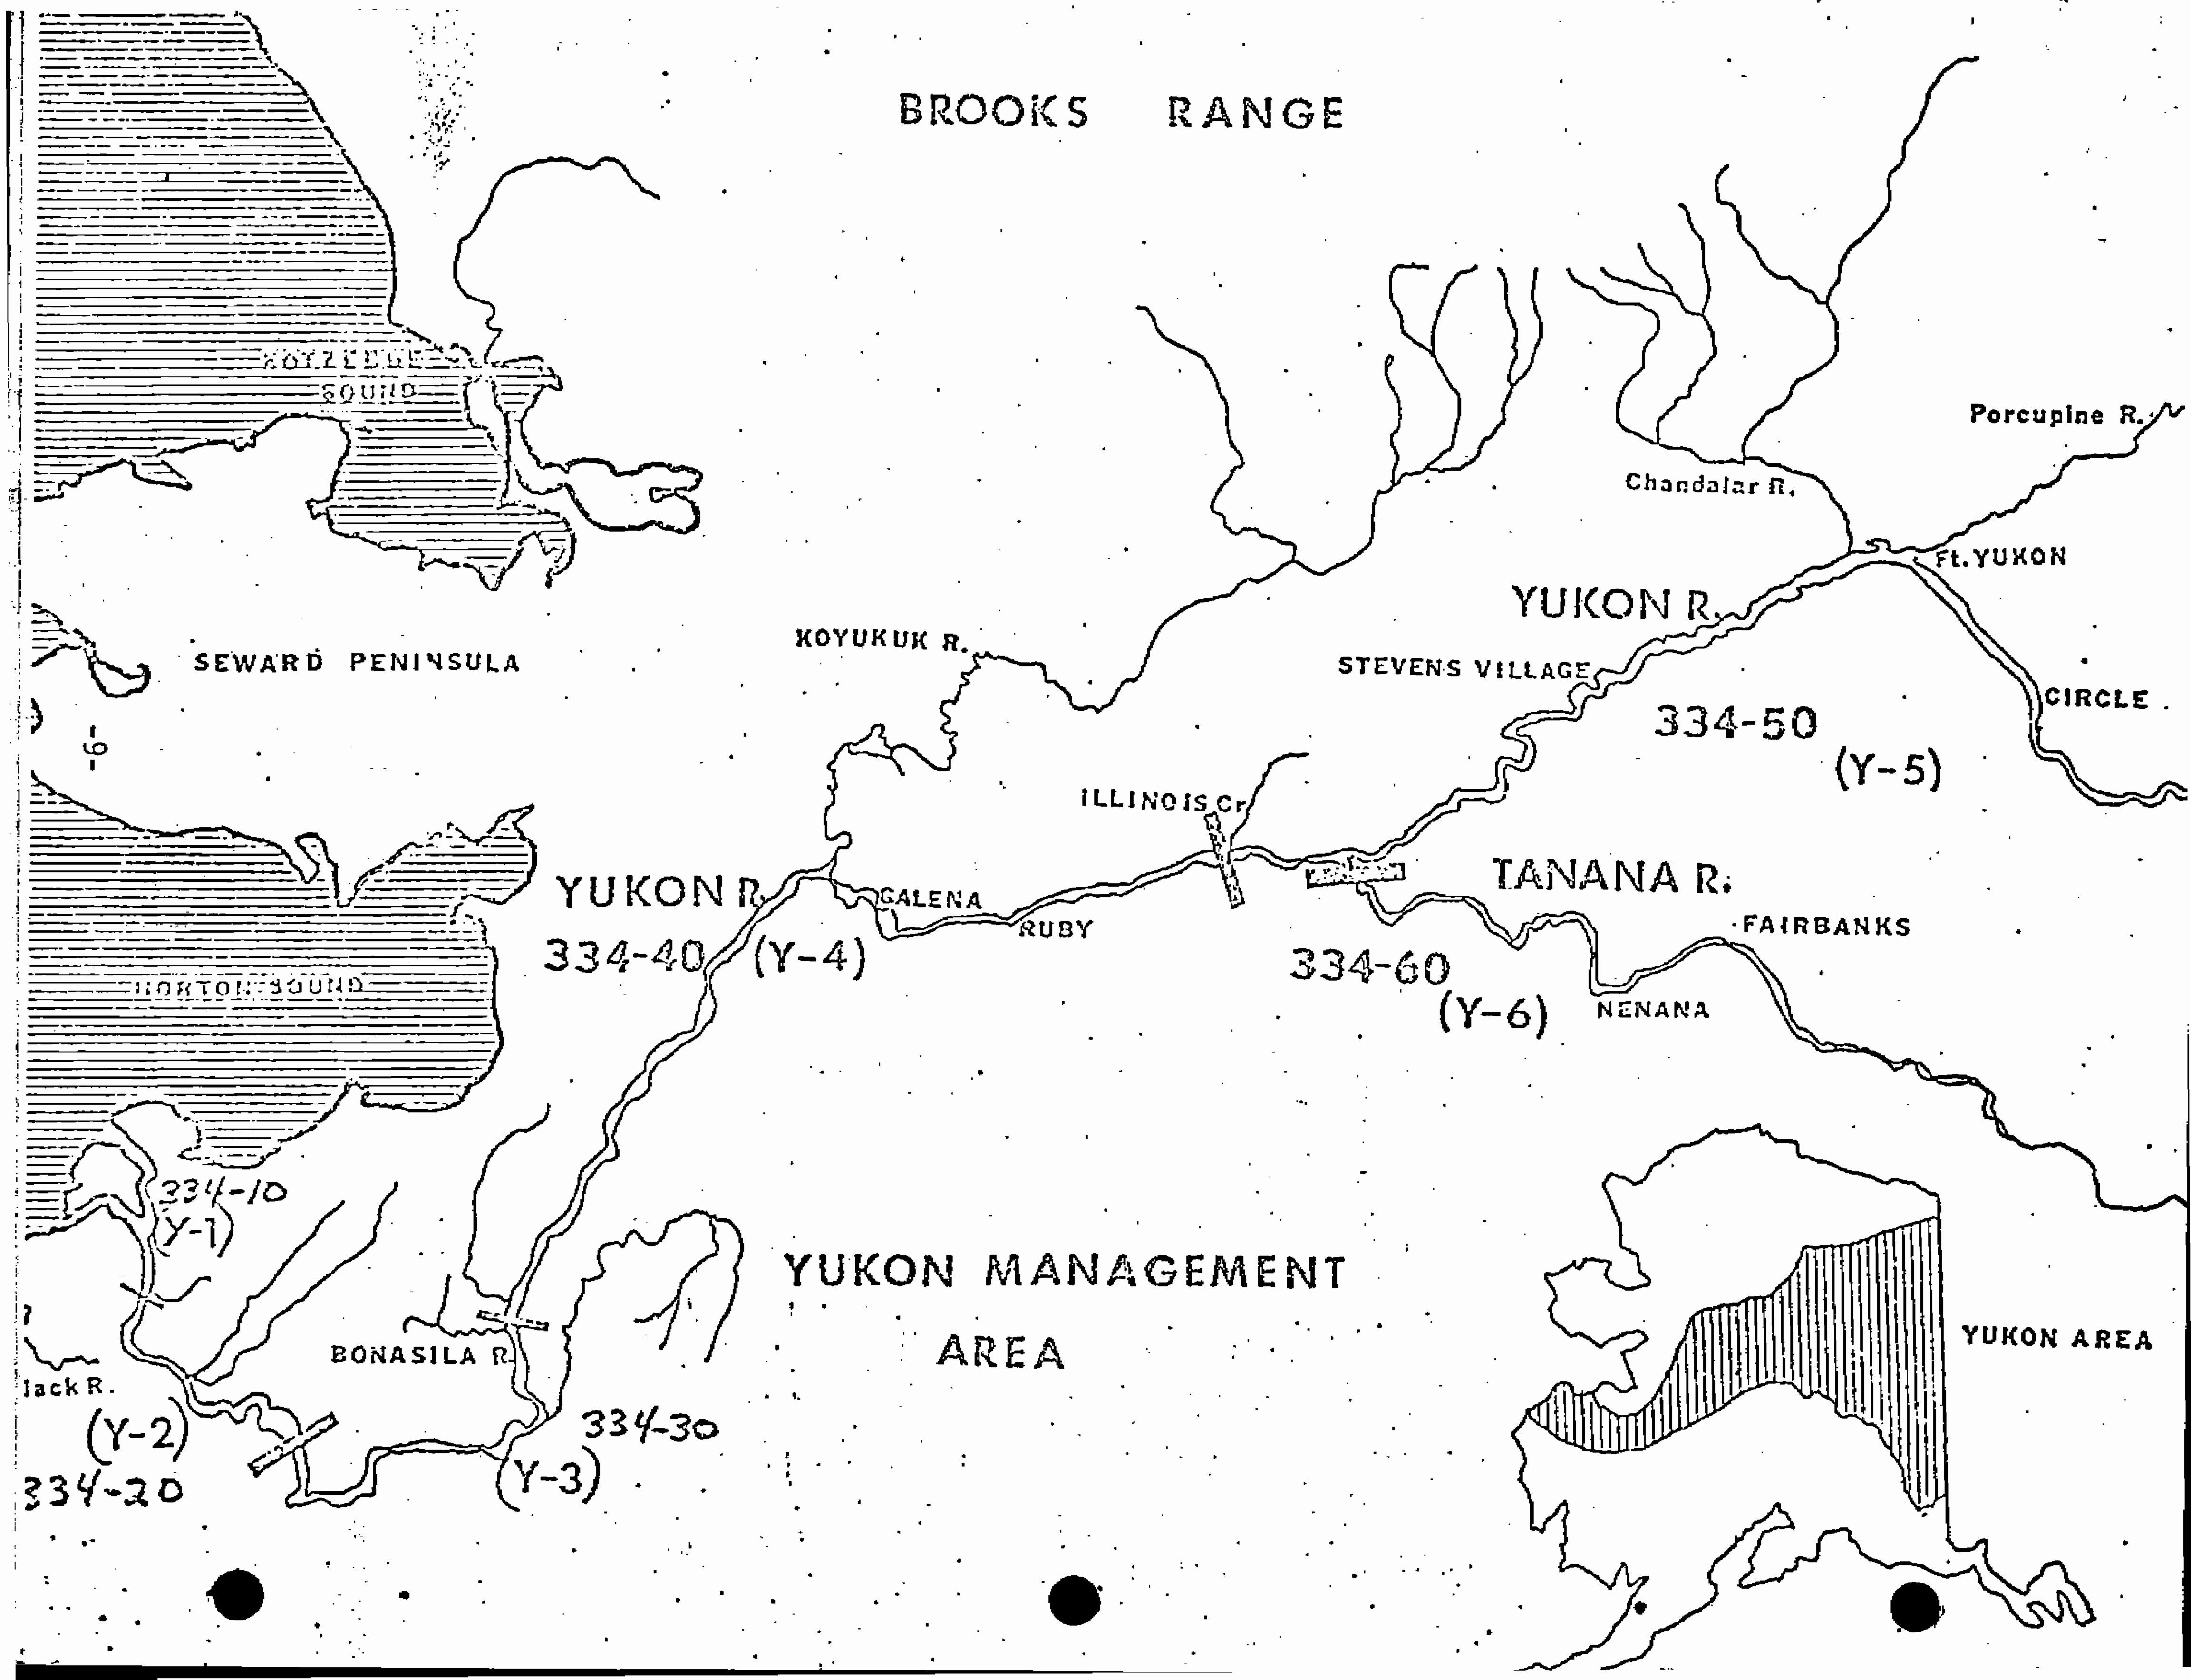 BROOKS RANGE
KOTZEBUE
SOUND
Porcupine R.
Chandalar R.
Ft. YUKON
YUKON R.
KOYUKUK R.
SEWARD PENINSULA
STEVENS VILLAGE
CIRCLE
334-50
(Y-5)
-6-
ILLINOIS Cr
YUKON R.
GALENA
RUBY
TANANA R.
FAIRBANKS
334-40 (Y-4)
334-60
(Y-6)
NENANA
NORTON SOUND
334-10
(Y-1)
YUKON MANAGEMENT
AREA
YUKON AREA
BONASILA R.
lack R.
(Y-2)
334-20
334-30
(Y-3)